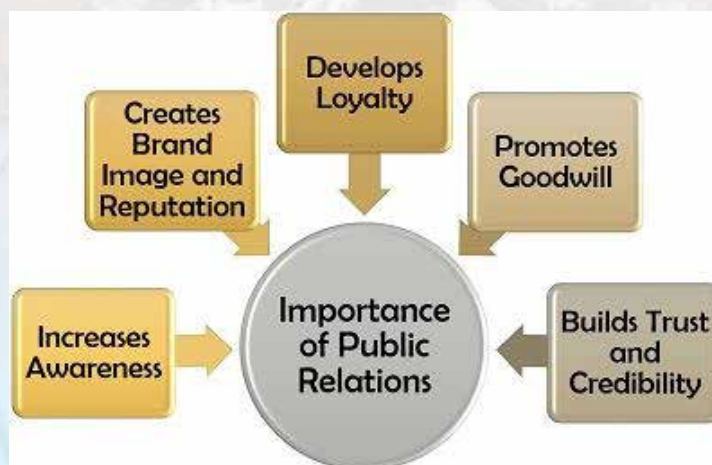 Develops
Loyalty
Creates
Brand
Image and
Reputation
Promotes
Goodwill
Increases
Awareness
Importance
of Public
Relations
Builds Trust
and
Credibility